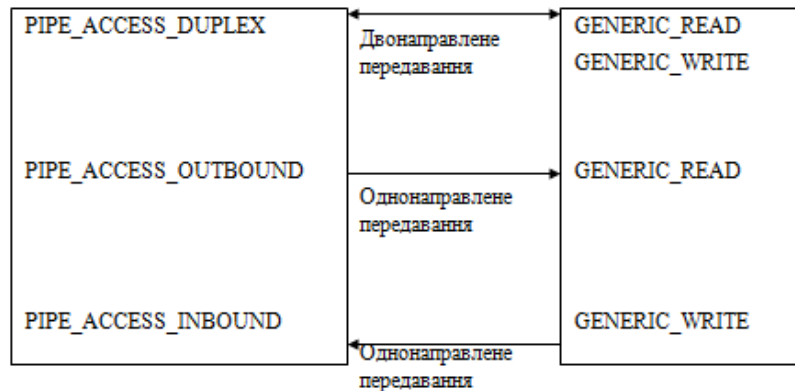 PIPE_ACCESS_DUPLEX
Двонаправлене
передавання
GENERIC_READ
GENERIC_WRITE
PIPE_ACCESS_OUTBOUND
Однонаправлене
передавання
GENERIC_READ
PIPE_ACCESS_INBOUND
Однонаправлене
передавання
GENERIC_WRITE